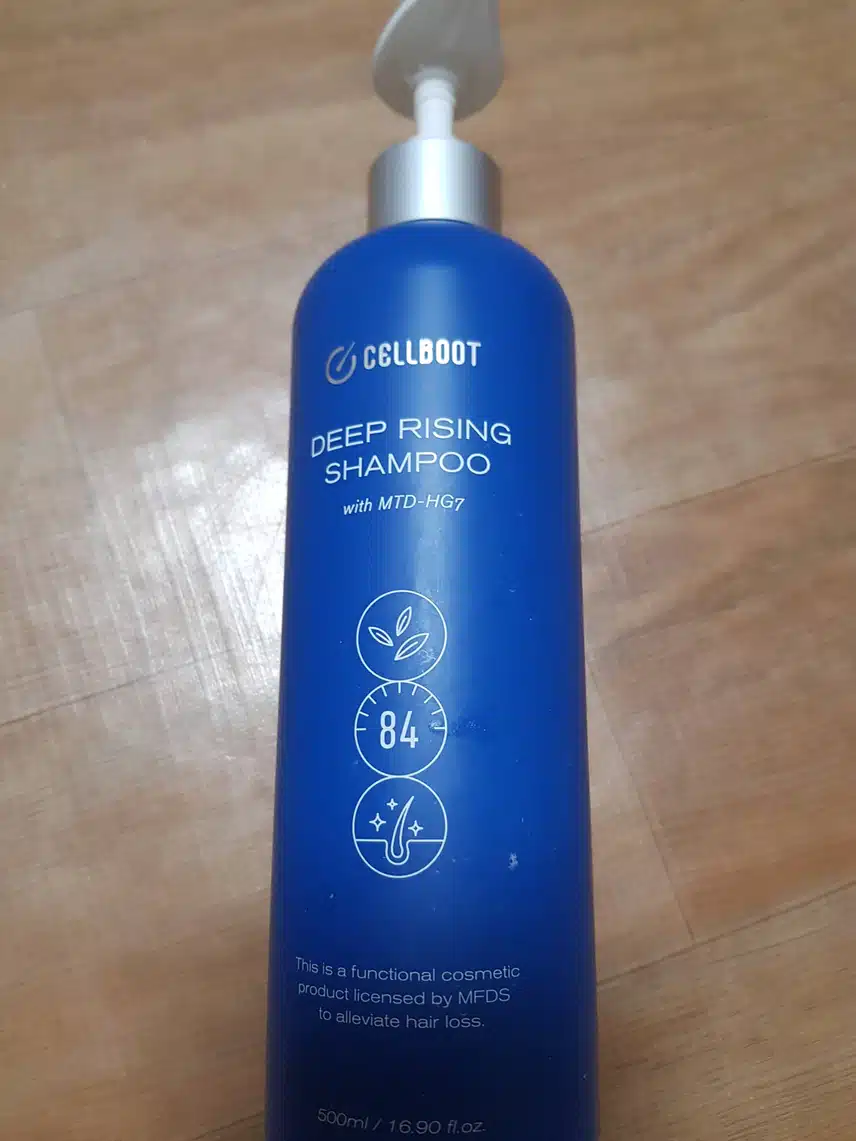 CELLBOOT
DEEP RISING
SHAMPOO
with MTD-HG7
84
This is a functional cosmetic
product licensed by MFDS
to alleviate hair loss.
500ml / 16.90 fl.oz.